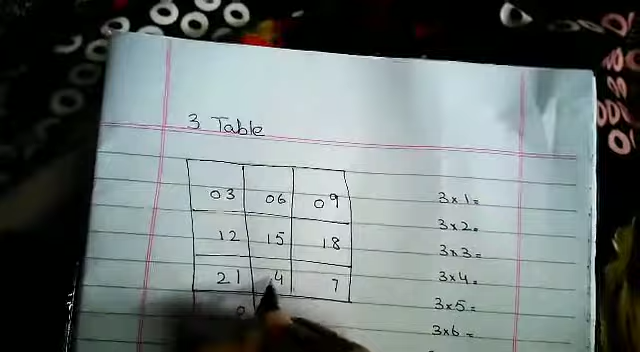 3 Table
03 06 09
3x1=
12 15 18
3x2=
3x3=
21 4 7
3x4=
0
3x5=
3x6=